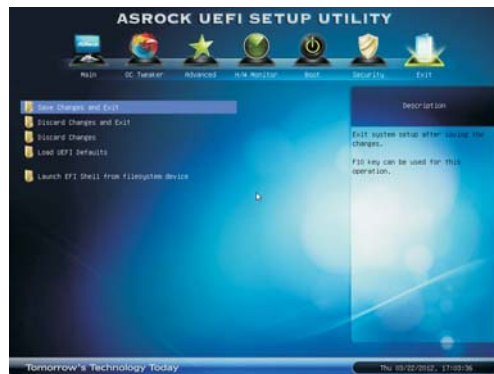 ASROCK UEFI SETUP UTILITY
Main OC Tweaker Advanced H/W Monitor Boot Security Exit
Save Changes and Exit
Discard Changes and Exit
Discard Changes
Load UEFI Defaults
Launch EFI Shell from filesystem device
Description
Exit system setup after saving the
changes.
F10 key can be used for this
operation.
Tomorrow's Technology Today
Thu 03/22/2012, 17:03:36